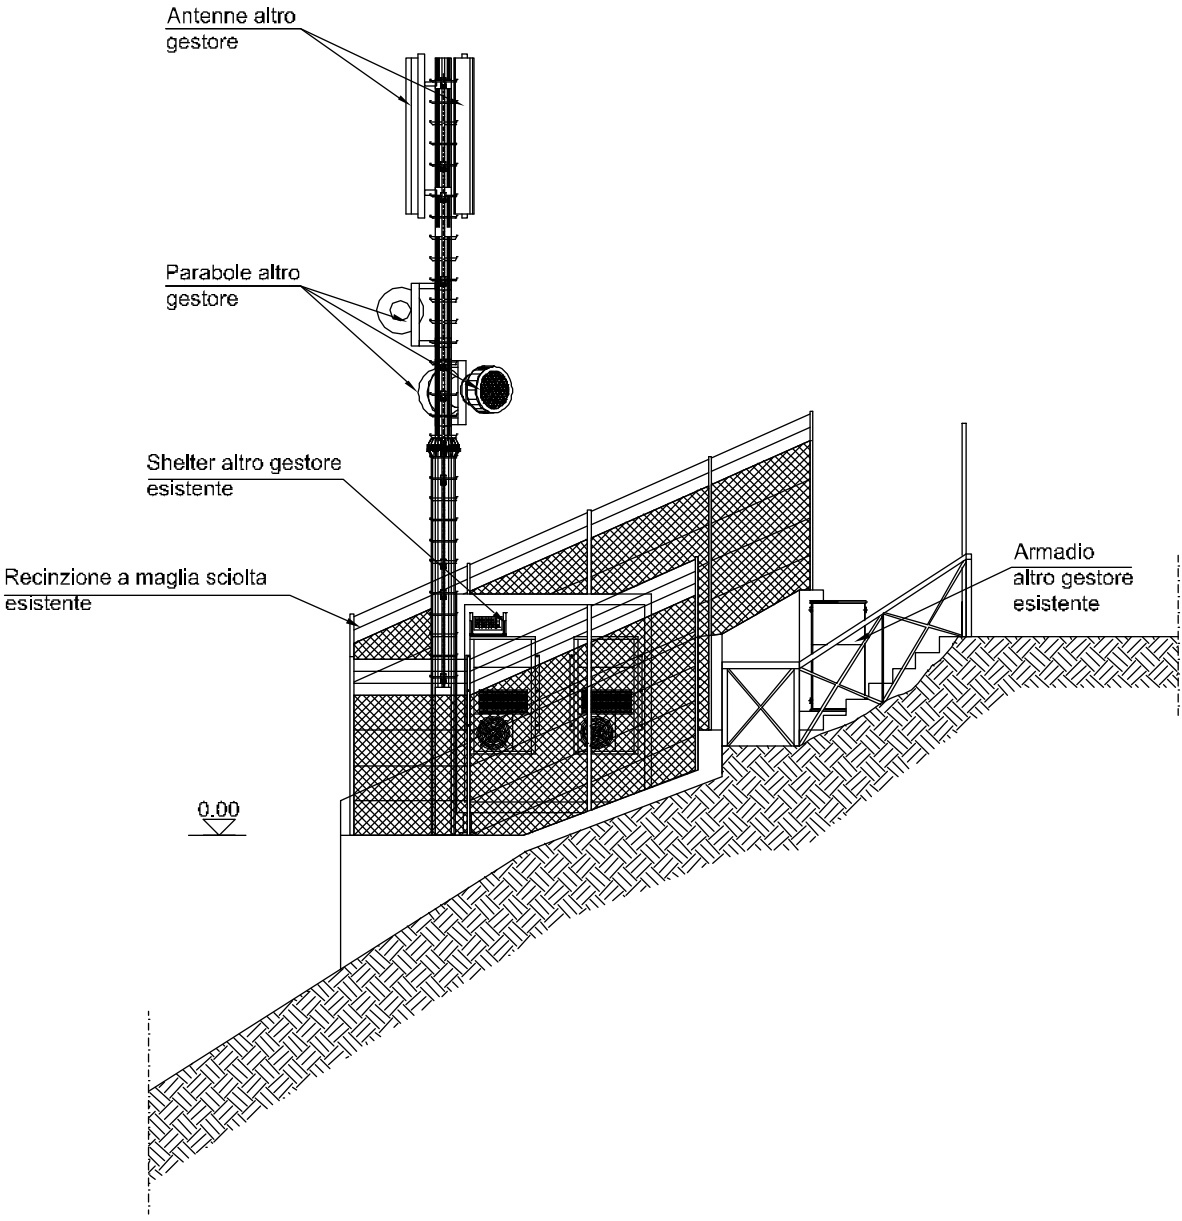 Antenne altro
gestore
Parabole altro
gestore
Shelter altro gestore
esistente
Recinzione a maglia sciolta
esistente
Armadio
altro gestore
esistente
0.00